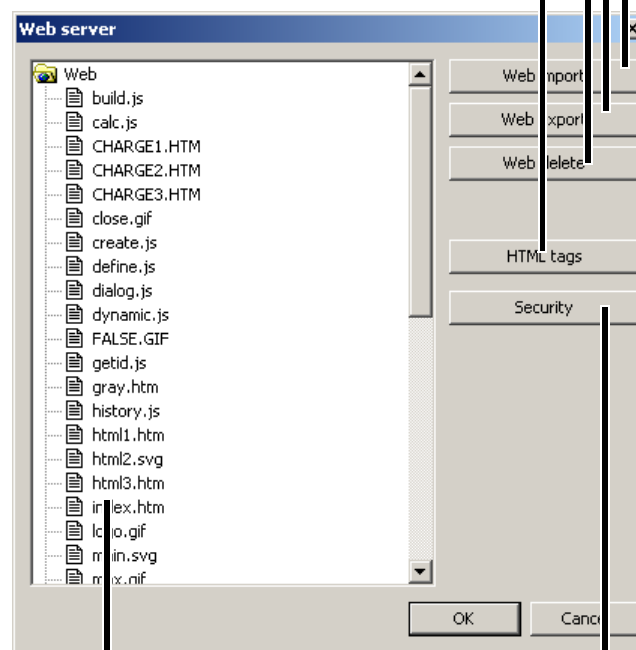 Web server
Web
build.js
calc.js
CHARGE1.HTM
CHARGE2.HTM
CHARGE3.HTM
close.gif
create.js
define.js
dialog.js
dynamic.js
FALSE.GIF
getid.js
gray.htm
history.js
html1.htm
html2.svg
html3.htm
index.htm
logo.gif
main.svg
Web import
Web export
Web delete
HTML tags
Security
OK
Cancel